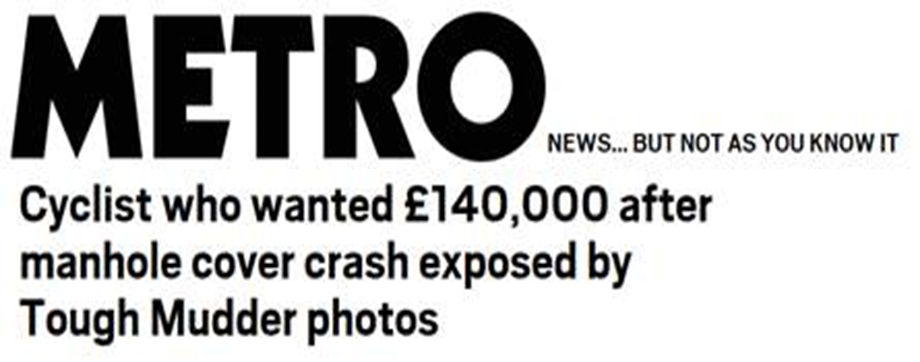 METRO
NEWS... BUT NOT AS YOU KNOW IT
Cyclist who wanted £140,000 after
manhole cover crash exposed by
Tough Mudder photos